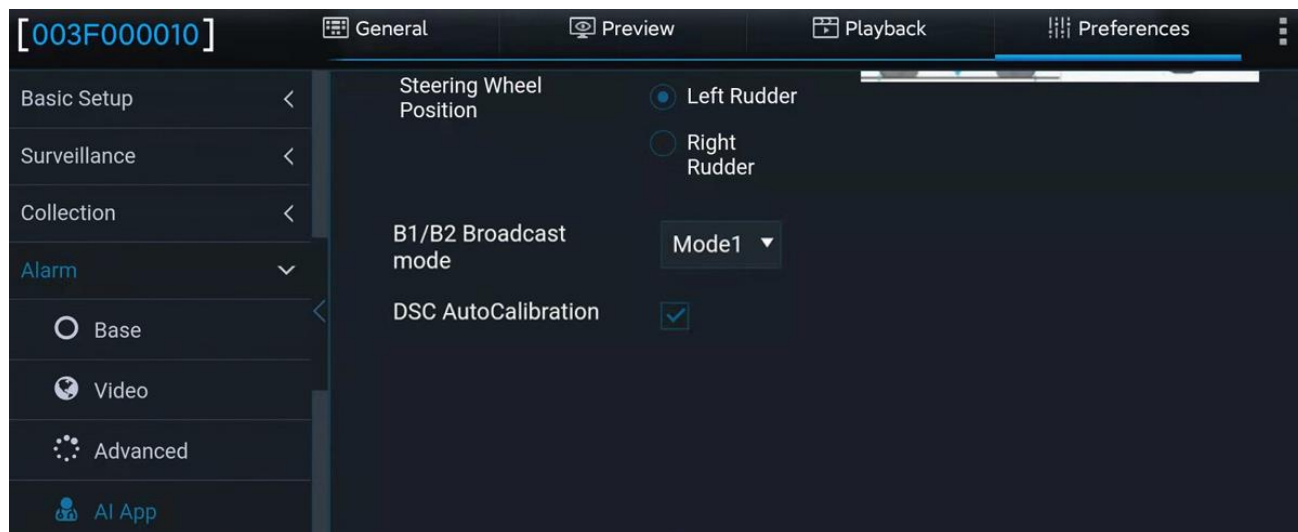 [003F000010]
General
Preview
Playback
Preferences
Basic Setup
Surveillance
Collection
Alarm
Base
Video
Advanced
AI App
Steering Wheel
Position
Left Rudder
Right
Rudder
B1/B2 Broadcast
mode
Mode1
DSC AutoCalibration